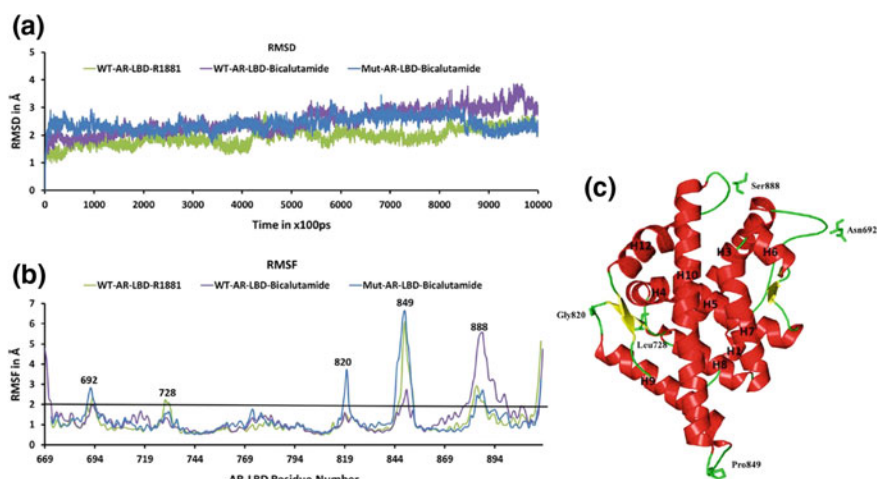 (a)
RMSD
WT-AR-LBD-R1881 WT-AR-LBD-Bicalutamide Mut-AR-LBD-Bicalutamide
5
4
3
2
1
0
RMSD in Å
0 1000 2000 3000 4000 5000 6000 7000 8000 9000 10000
Time in x100ps
(b)
RMSF
WT-AR-LBD-R1881 WT-AR-LBD-Bicalutamide Mut-AR-LBD-Bicalutamide
7
6
5
4
3
2
1
0
RMSF in Å
692
728
820
849
888
669 694 719 744 769 794 819 844 869 894
AR-LBD Residue Number
(c)
Ser888
Asn692
H12
H3
H6
H10
H4
H5
Gly820
Leu728
H7
H1
H8
H9
Pro849